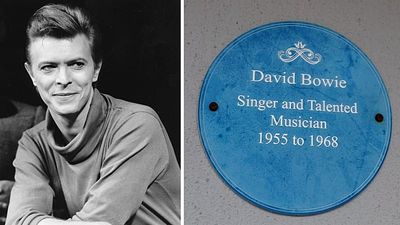 David Bowie
Singer and Talented
Musician
1955 to 1968